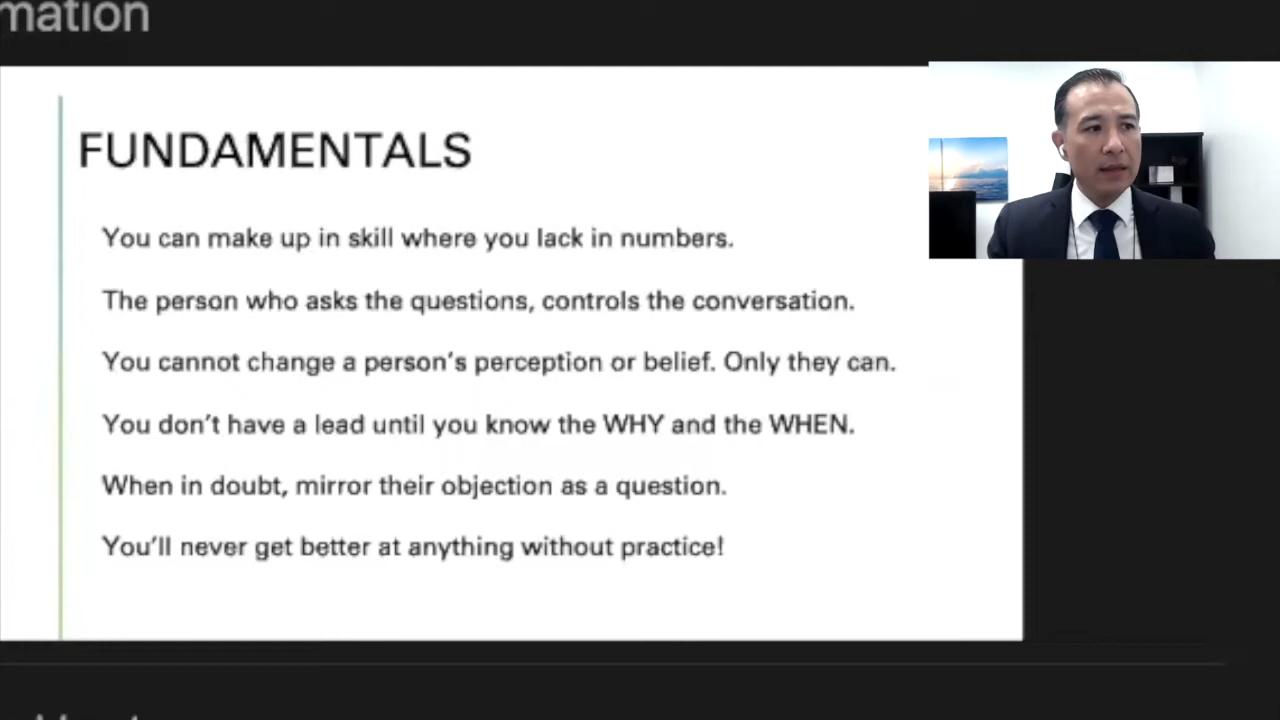 mation
FUNDAMENTALS
You can make up in skill where you lack in numbers.
The person who asks the questions, controls the conversation.
You cannot change a person's perception or belief. Only they can.
You don't have a lead until you know the WHY and the WHEN.
When in doubt, mirror their objection as a question.
You'll never get better at anything without practice!